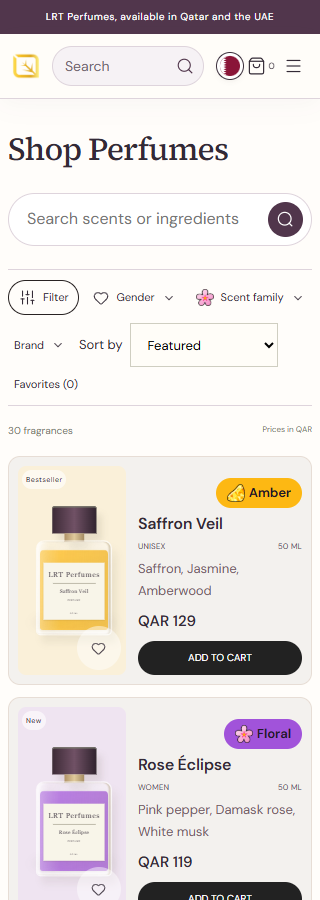 LRT Perfumes, available in Qatar and the UAE
Search
0
Shop Perfumes
Search scents or ingredients
Filter
Gender
Scent family
Brand
Sort by
Featured
Favorites (0)
30 fragrances
Prices in QAR
Bestseller
LRT Perfumes
Saffron Veil
Amber
Saffron Veil
UNISEX
50 ML
Saffron, Jasmine,
Amberwood
QAR 129
ADD TO CART
New
LRT Perfumes
Rose Éclipse
Floral
Rose Éclipse
WOMEN
50 ML
Pink pepper, Damask rose,
White musk
QAR 119
ADD TO CART